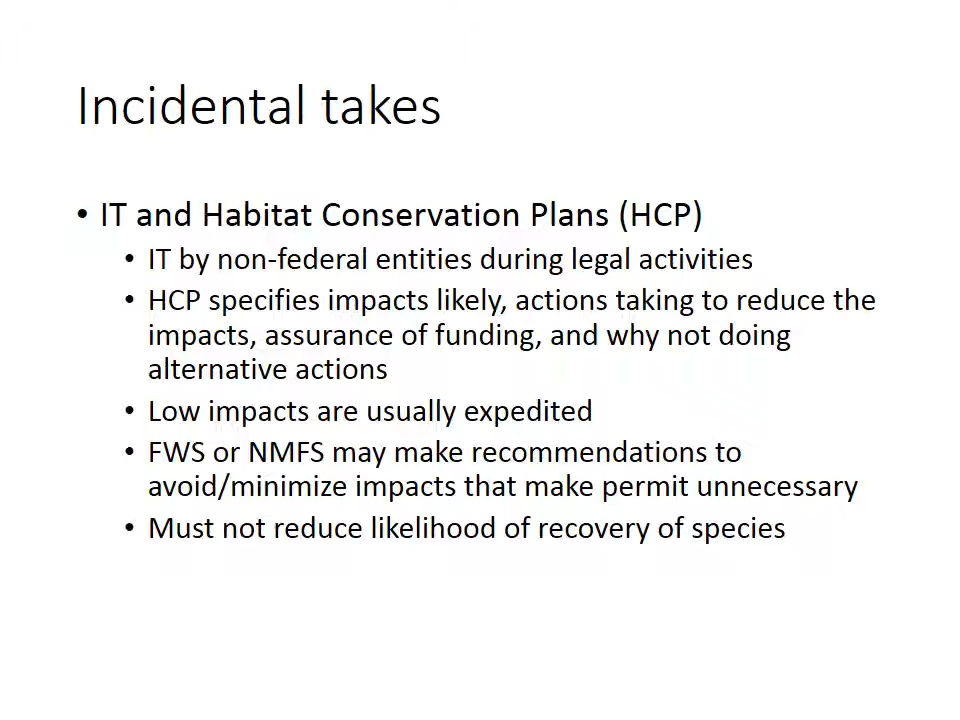 Incidental takes
• IT and Habitat Conservation Plans (HCP)
• IT by non-federal entities during legal activities
• HCP specifies impacts likely, actions taking to reduce the
impacts, assurance of funding, and why not doing
alternative actions
• Low impacts are usually expedited
• FWS or NMFS may make recommendations to
avoid/minimize impacts that make permit unnecessary
• Must not reduce likelihood of recovery of species